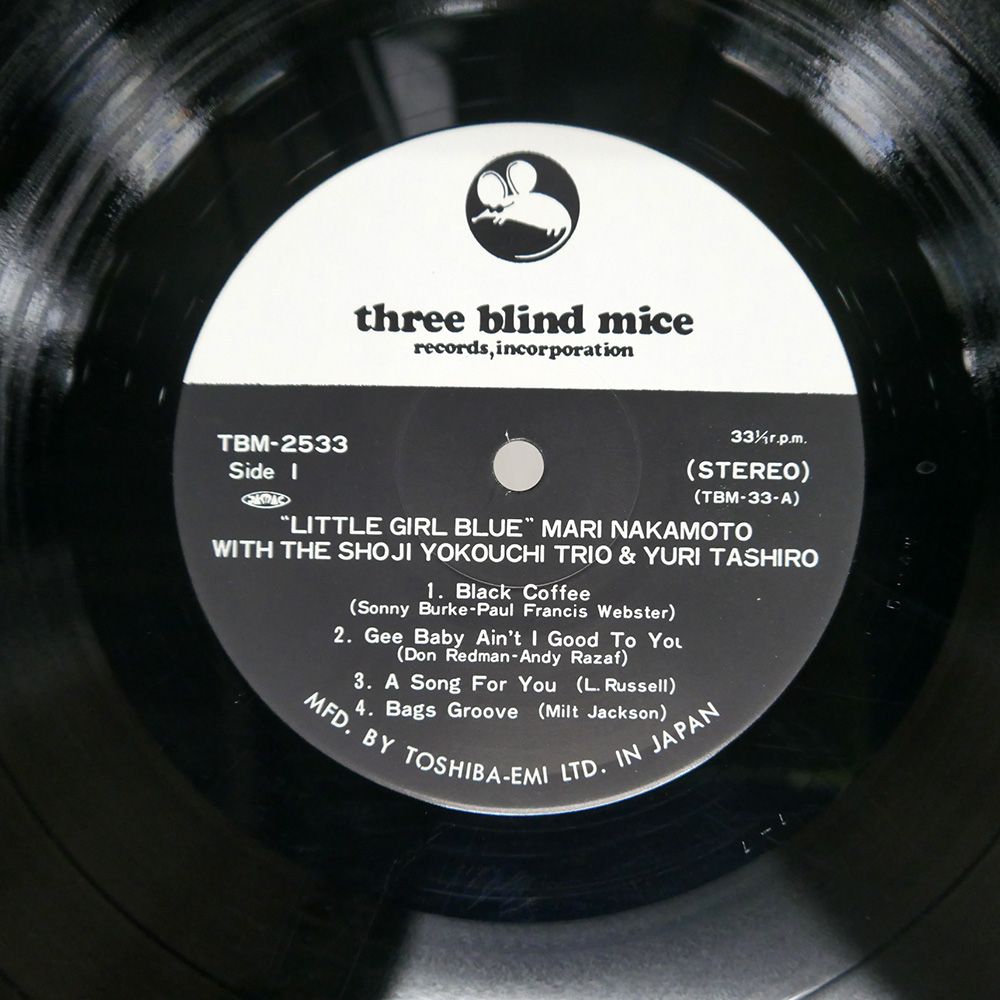 three blind mice
records, incorporation
TBM-2533
33⅓ r.p.m.
Side 1
(STEREO)
(TBM-33-A)
"LITTLE GIRL BLUE" MARI NAKAMOTO
WITH THE SHOJI YOKOUCHI TRIO & YURI TASHIRO
1. Black Coffee
(Sonny Burke-Paul Francis Webster)
2. Gee Baby Ain't I Good To You
(Don Redman-Andy Razaf)
3. A Song For You (L. Russell)
4. Bags Groove (Milt Jackson)
MFD. BY TOSHIBA-EMI LTD. IN JAPAN